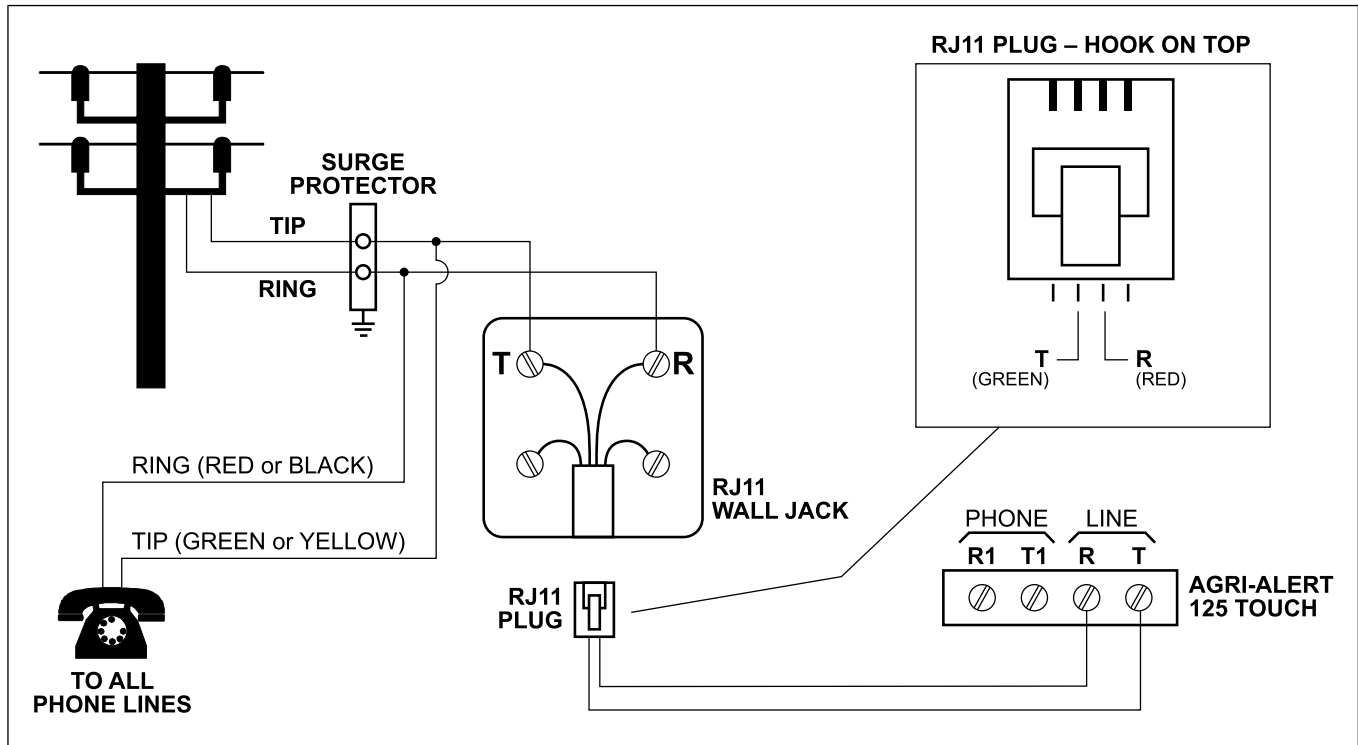 RJ11 PLUG – HOOK ON TOP
SURGE
PROTECTOR
TIP
RING
T
R
T
(GREEN)
R
(RED)
RING (RED or BLACK)
TIP (GREEN or YELLOW)
RJ11
WALL JACK
RJ11
PLUG
PHONE LINE
R1 T1 R T
AGRI-ALERT
125 TOUCH
TO ALL
PHONE LINES